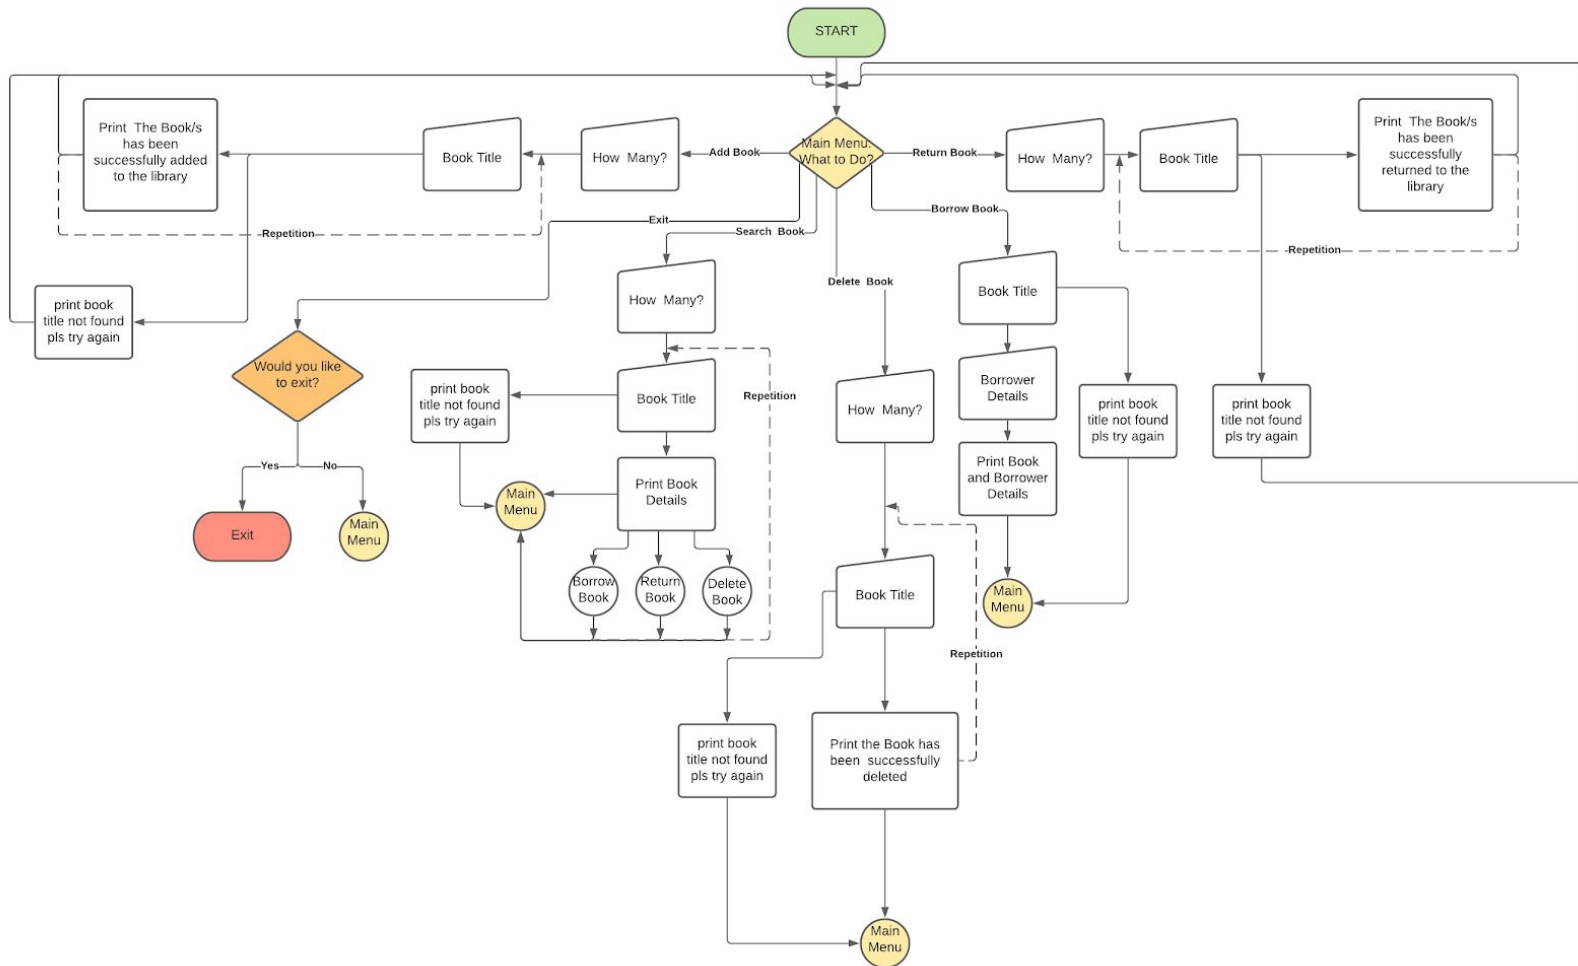 START
Print The Book/s
has been
successfully added
to the library
Book Title
How Many?
Add Book
Main Menu:
What to Do?
Return Book
How Many?
Book Title
Print The Book/s
has been
successfully
returned to the
library
Repetition
Exit
Search Book
Borrow Book
Repetition
Delete Book
print book
title not found
pls try again
How Many?
Book Title
Would you like
to exit?
print book
title not found
pls try again
Book Title
Repetition
How Many?
Borrower
Details
print book
title not found
pls try again
print book
title not found
pls try again
Yes
No
Print Book
Details
Main
Menu
Print Book
and Borrower
Details
Exit
Main
Menu
Borrow
Book
Return
Book
Delete
Book
Book Title
Main
Menu
Repetition
print book
title not found
pls try again
Print the Book has
been successfully
deleted
Main
Menu